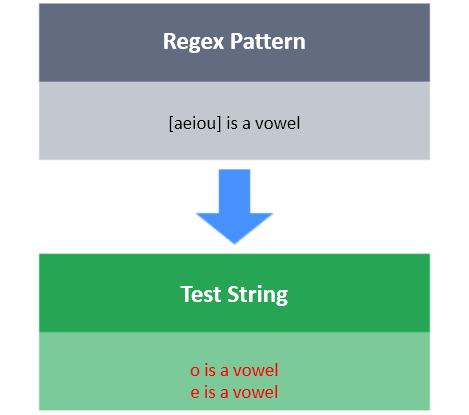 Regex Pattern
[aeiou] is a vowel
Test String
o is a vowel
e is a vowel